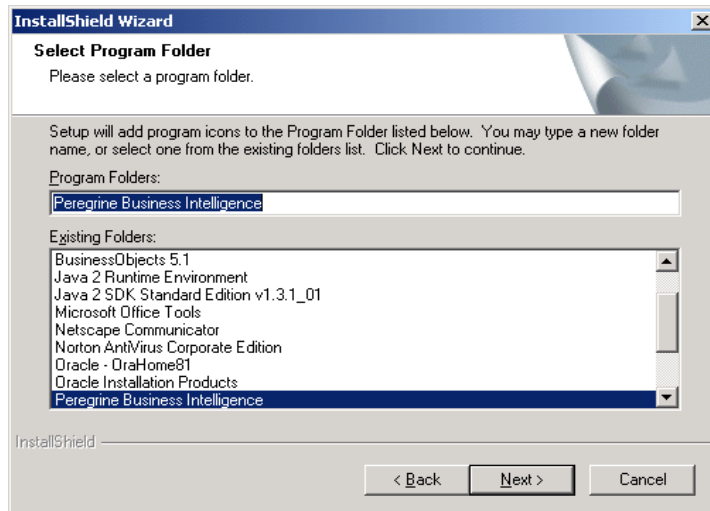 InstallShield Wizard
Select Program Folder
Please select a program folder.
Setup will add program icons to the Program Folder listed below. You may type a new folder
name, or select one from the existing folders list. Click Next to continue.
Program Folders:
Peregrine Business Intelligence
Existing Folders:
BusinessObjects 5.1
Java 2 Runtime Environment
Java 2 SDK Standard Edition v1.3.1_01
Microsoft Office Tools
Netscape Communicator
Norton AntiVirus Corporate Edition
Oracle - OraHome81
Oracle Installation Products
Peregrine Business Intelligence
InstallShield
< Back Next > Cancel